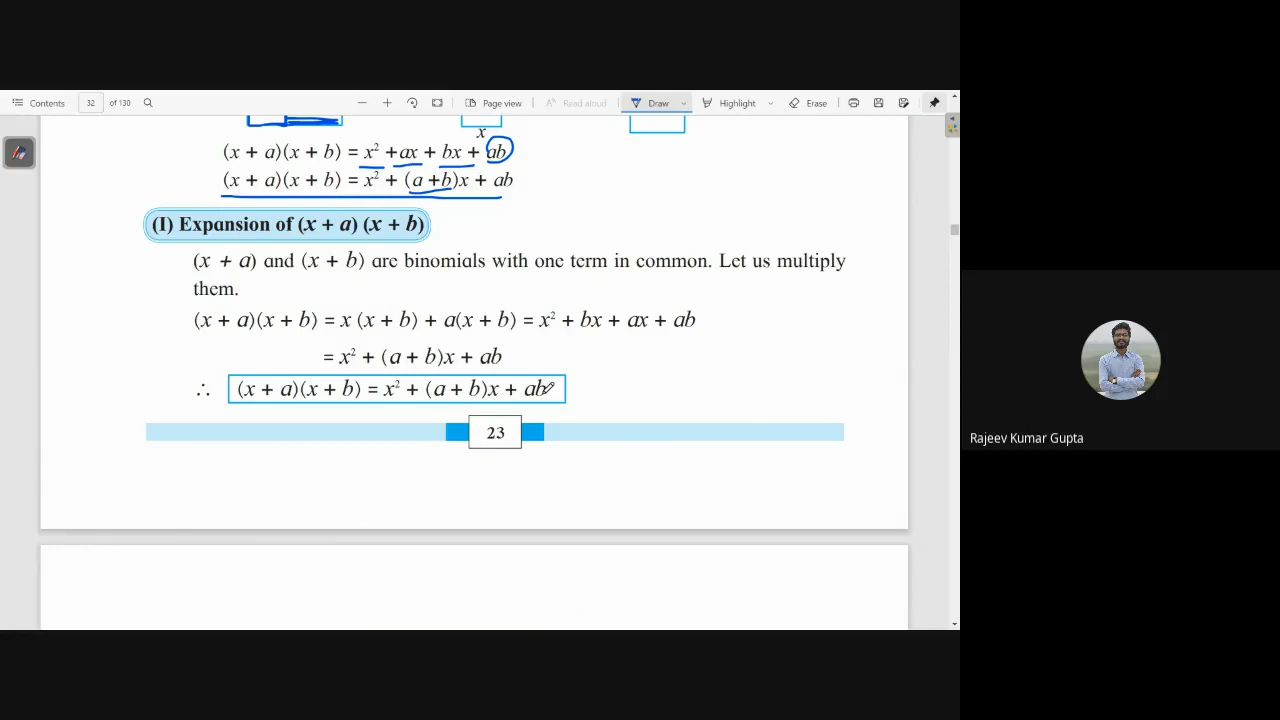 Contents 32 of 130 Page view Read aloud Draw Highlight Erase
x
(x + a)(x + b) = x² +ax + bx + ab
(x + a)(x + b) = x² + (a +b)x + ab
(I) Expansion of (x + a) (x + b)
(x + a) and (x + b) are binomials with one term in common. Let us multiply
them.
(x + a)(x + b) = x (x + b) + a(x + b) = x² + bx + ax + ab
= x² + (a + b)x + ab
∴ (x + a)(x + b) = x² + (a + b)x + ab
23
Rajeev Kumar Gupta